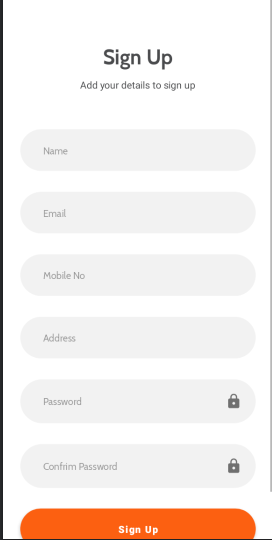 Sign Up
Add your details to sign up
Name
Email
Mobile No
Address
Password
Confrim Password
Sign Up